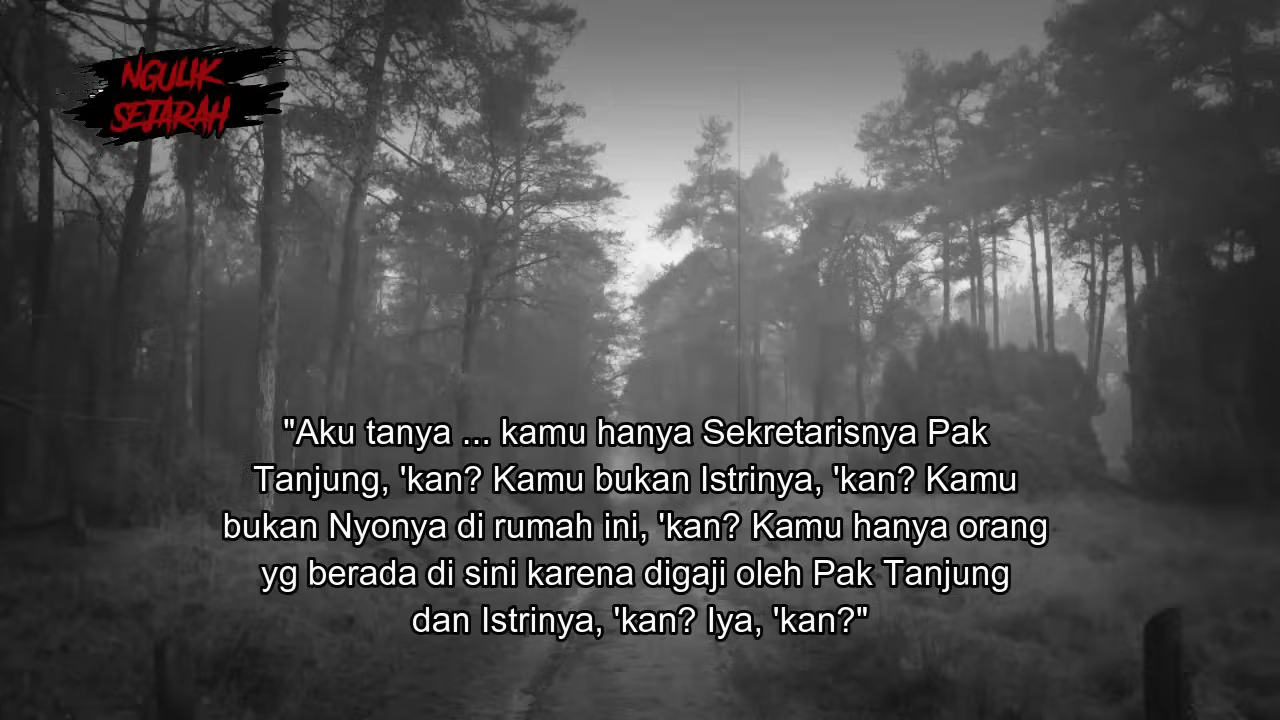 NGULIK
SEJARAH
"Aku tanya ... kamu hanya Sekretarisnya Pak
Tanjung, 'kan? Kamu bukan Istrinya, 'kan? Kamu
bukan Nyonya di rumah ini, 'kan? Kamu hanya orang
yg berada di sini karena digaji oleh Pak Tanjung
dan Istrinya, 'kan? Iya, 'kan?"